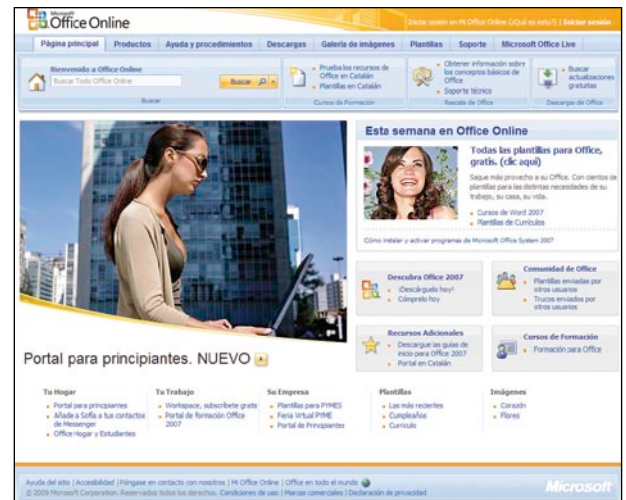 Microsoft
Office Online
Iniciar sesión en Mi Office Online (¿Qué es esto?) | Iniciar sesión
Página principal Productos Ayuda y procedimientos Descargas Galería de imágenes Plantillas Soporte Microsoft Office Live
Bienvenido a Office Online
Buscar Todo Office Online
Buscar
Buscar
Prueba los recursos de Office en Catalán
Plantillas en Catalán
Cursos de Formación
Obtener información sobre los conceptos básicos de Office
Soporte técnico
Rescate de Office
Buscar actualizaciones gratuitas
Descargas de Office
Portal para principiantes. NUEVO
Esta semana en Office Online
Todas las plantillas para Office, gratis. (clic aquí)
Saque más provecho a su Office. Con cientos de
plantillas para las distintas necesidades de su
trabajo, su casa, su vida.
Cursos de Word 2007
Plantillas de Currículos
Cómo instalar y activar programas de Microsoft Office System 2007
Descubra Office 2007
¡Descárguelo hoy!
Cómprelo hoy
Comunidad de Office
Plantillas enviadas por
otros usuarios
Trucos enviados por
otros usuarios
Recursos Adicionales
Descargue las guías de
inicio para Office 2007
Portal en Catalán
Cursos de Formación
Formación para Office
Tu Hogar
Portal para principiantes
Añade a Sofía a tus contactos
de Messenger
Office Hogar y Estudiantes
Tu Trabajo
Workspace, subscríbete gratis
Portal de formación Office
2007
Su Empresa
Plantillas para PYMES
Feria Virtual PYME
Portal de Principiantes
Plantillas
Las más recientes
Cumpleaños
Currículo
Imágenes
Corazón
Flores
Ayuda del sitio | Accesibilidad | Póngase en contacto con nosotros | Mi Office Online | Office en todo el mundo
© 2009 Microsoft Corporation. Reservados todos los derechos. Condiciones de uso | Marcas comerciales | Declaración de privacidad
Microsoft